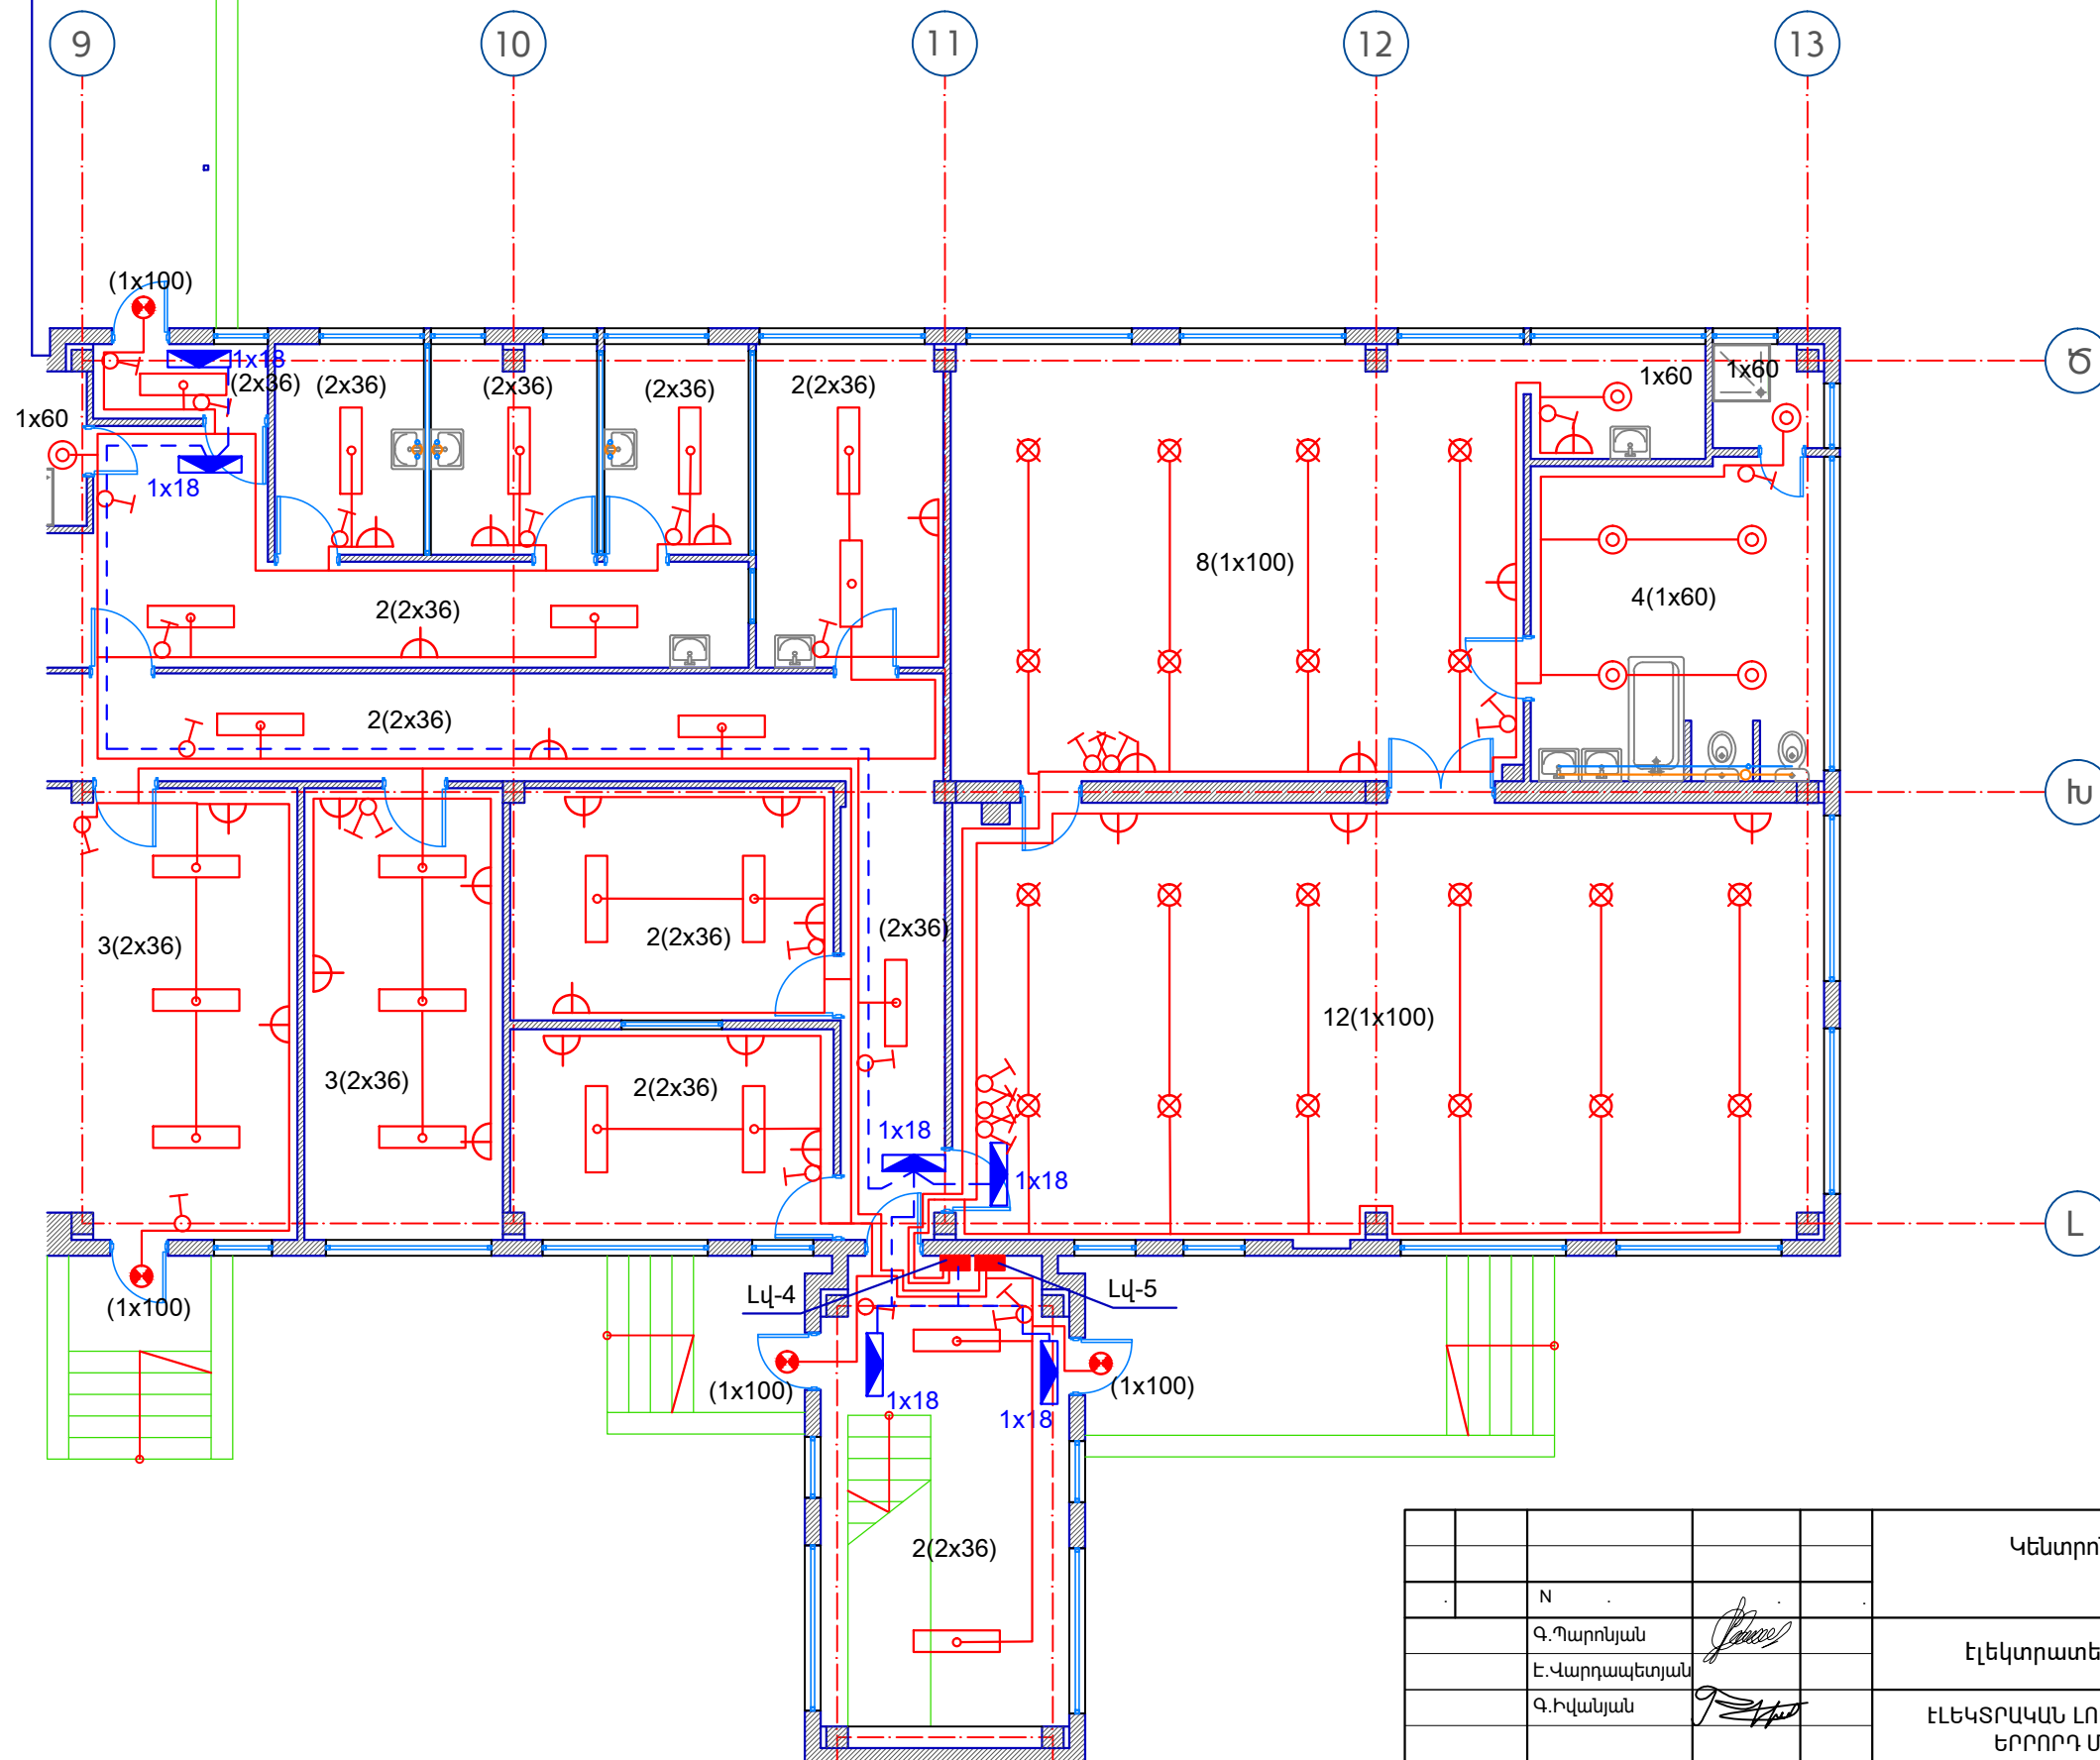 9 10 11 12 13
(1x100)
1x18
(2x36) (2x36) (2x36) (2x36) 2(2x36)
1x60 1x60
Ծ
1x60
1x18
8(1x100)
4(1x60)
2(2x36)
2(2x36)
Խ
3(2x36)
2(2x36)
(2x36)
12(1x100)
3(2x36)
2(2x36)
1x18
1x18
Լ
Լվ-4
Լվ-5
(1x100)
(1x100)
1x18
1x18
(1x100)
2(2x36)
Կենտրո
N
Գ.Պարոնյան
Է.Վարդապետյան
Գ.Իվանյան
Էլեկտրատե
ԷԼԵԿՏՐԱԿԱՆ ԼՈ
ԵՐՐՈՐԴ Մ